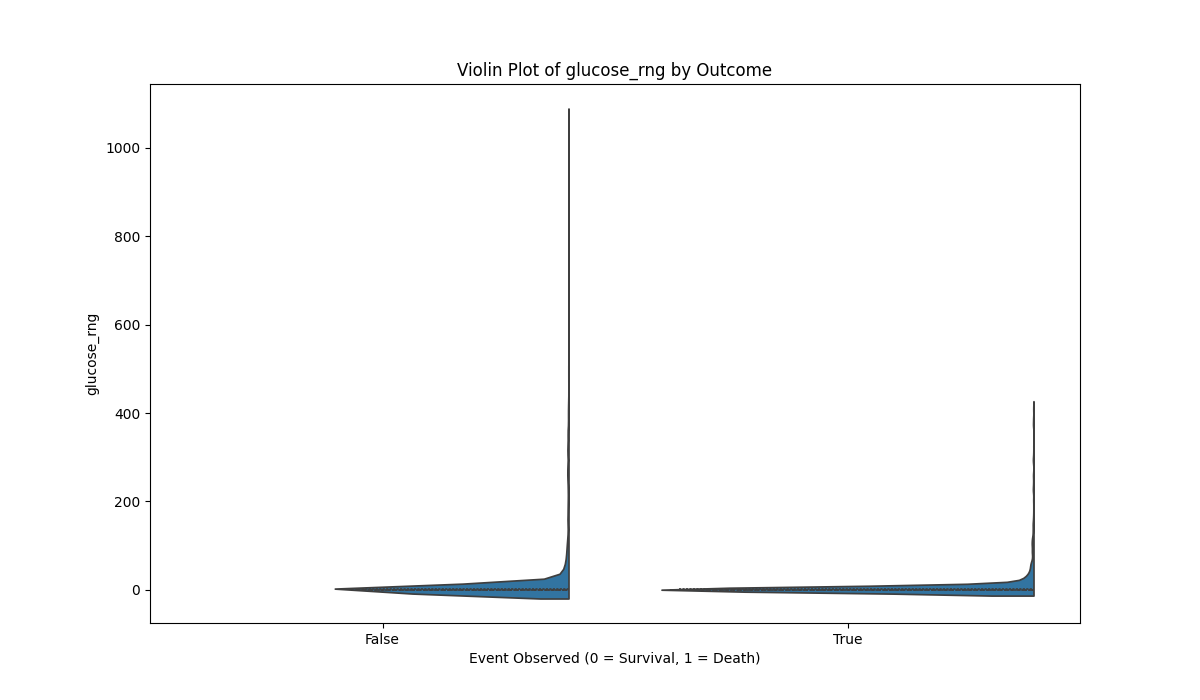 Violin Plot of glucose_rng by Outcome
1000
800
600
400
200
0
glucose_rng
False True
Event Observed (0 = Survival, 1 = Death)